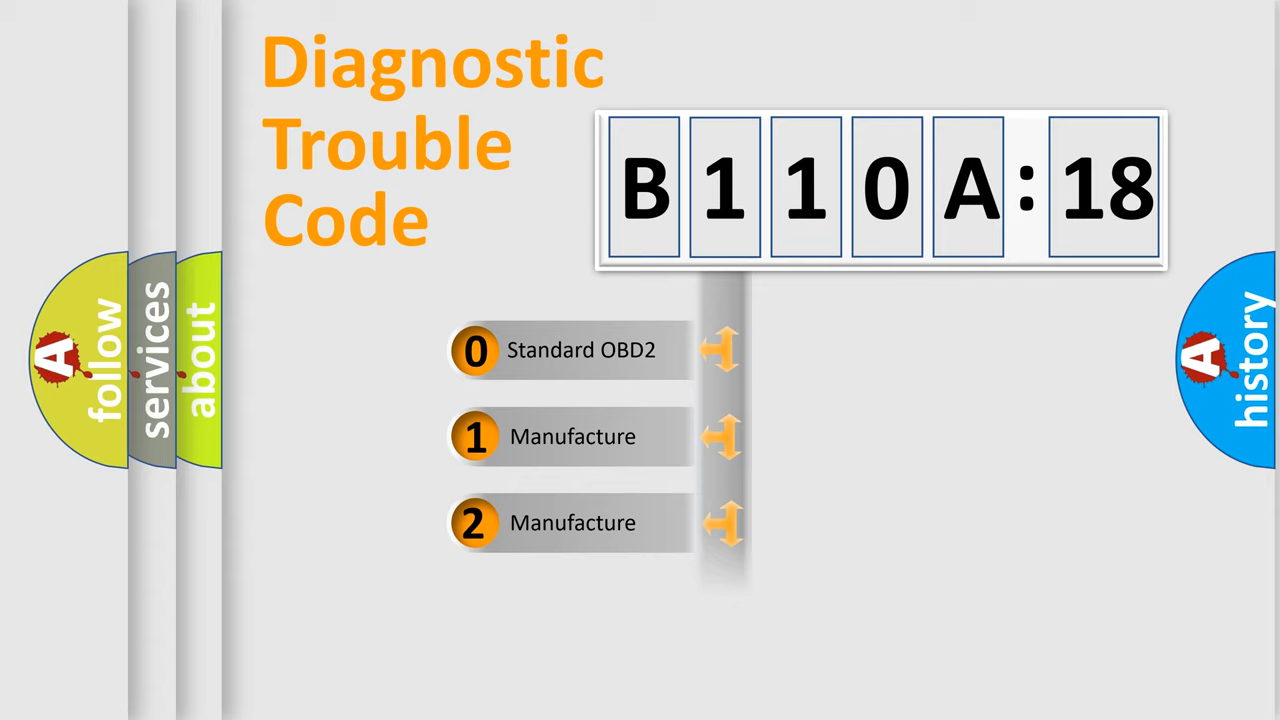 Diagnostic
Trouble
Code
B 1 1 0 A : 18
0 Standard OBD2
1 Manufacture
2 Manufacture
A follow
services
about
A history